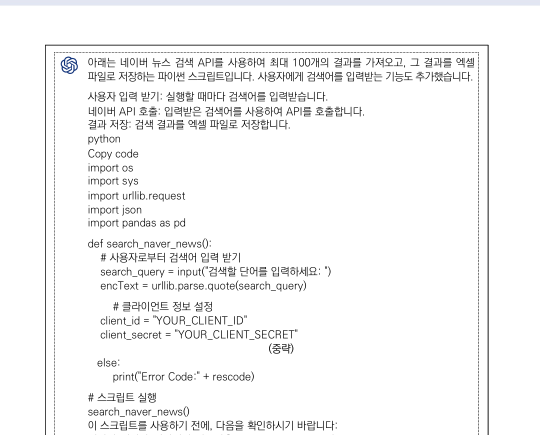 아래는 네이버 뉴스 검색 API를 사용하여 최대 100개의 결과를 가져오고, 그 결과를 엑셀
파일로 저장하는 파이썬 스크립트입니다. 사용자에게 검색어를 입력받는 기능도 추가했습니다.
사용자 입력 받기: 실행할 때마다 검색어를 입력받습니다.
네이버 API 호출: 입력받은 검색어를 사용하여 API를 호출합니다.
결과 저장: 검색 결과를 엑셀 파일로 저장합니다.
python
Copy code
import os
import sys
import urllib.request
import json
import pandas as pd
def search_naver_news():
# 사용자로부터 검색어 입력 받기
search_query = input("검색할 단어를 입력하세요: ")
encText = urllib.parse.quote(search_query)
# 클라이언트 정보 설정
client_id = "YOUR_CLIENT_ID"
client_secret = "YOUR_CLIENT_SECRET"
(중략)
else:
print("Error Code:" + rescode)
# 스크립트 실행
search_naver_news()
이 스크립트를 사용하기 전에, 다음을 확인하시기 바랍니다: